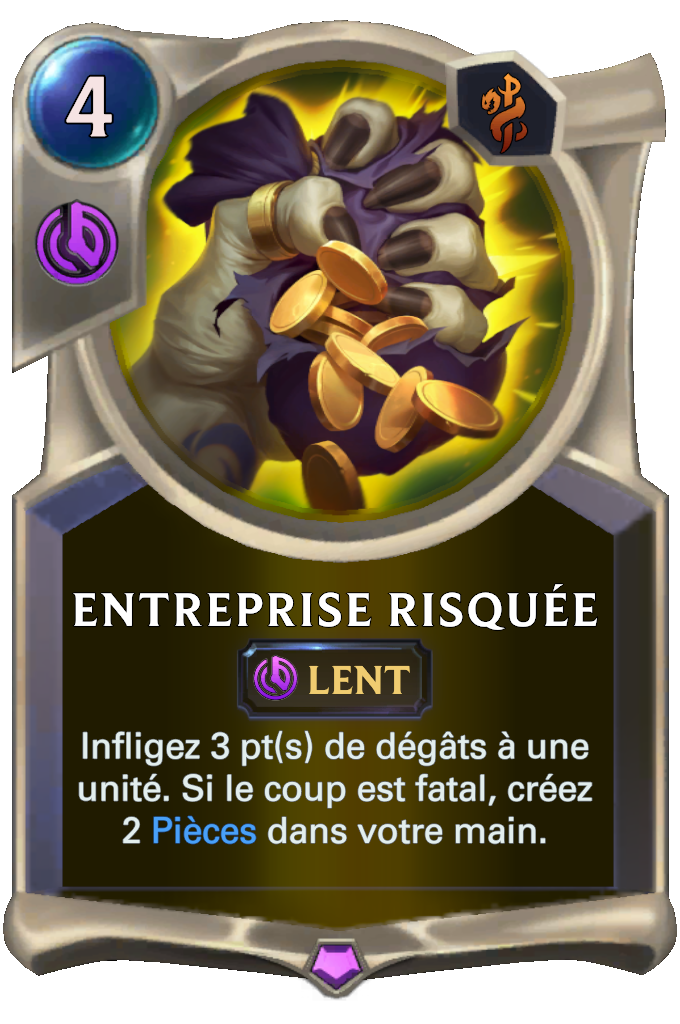 4
ENTREPRISE RISQUÉE
LENT
Infligez 3 pt(s) de dégâts à une
unité. Si le coup est fatal, créez
2 Pièces dans votre main.